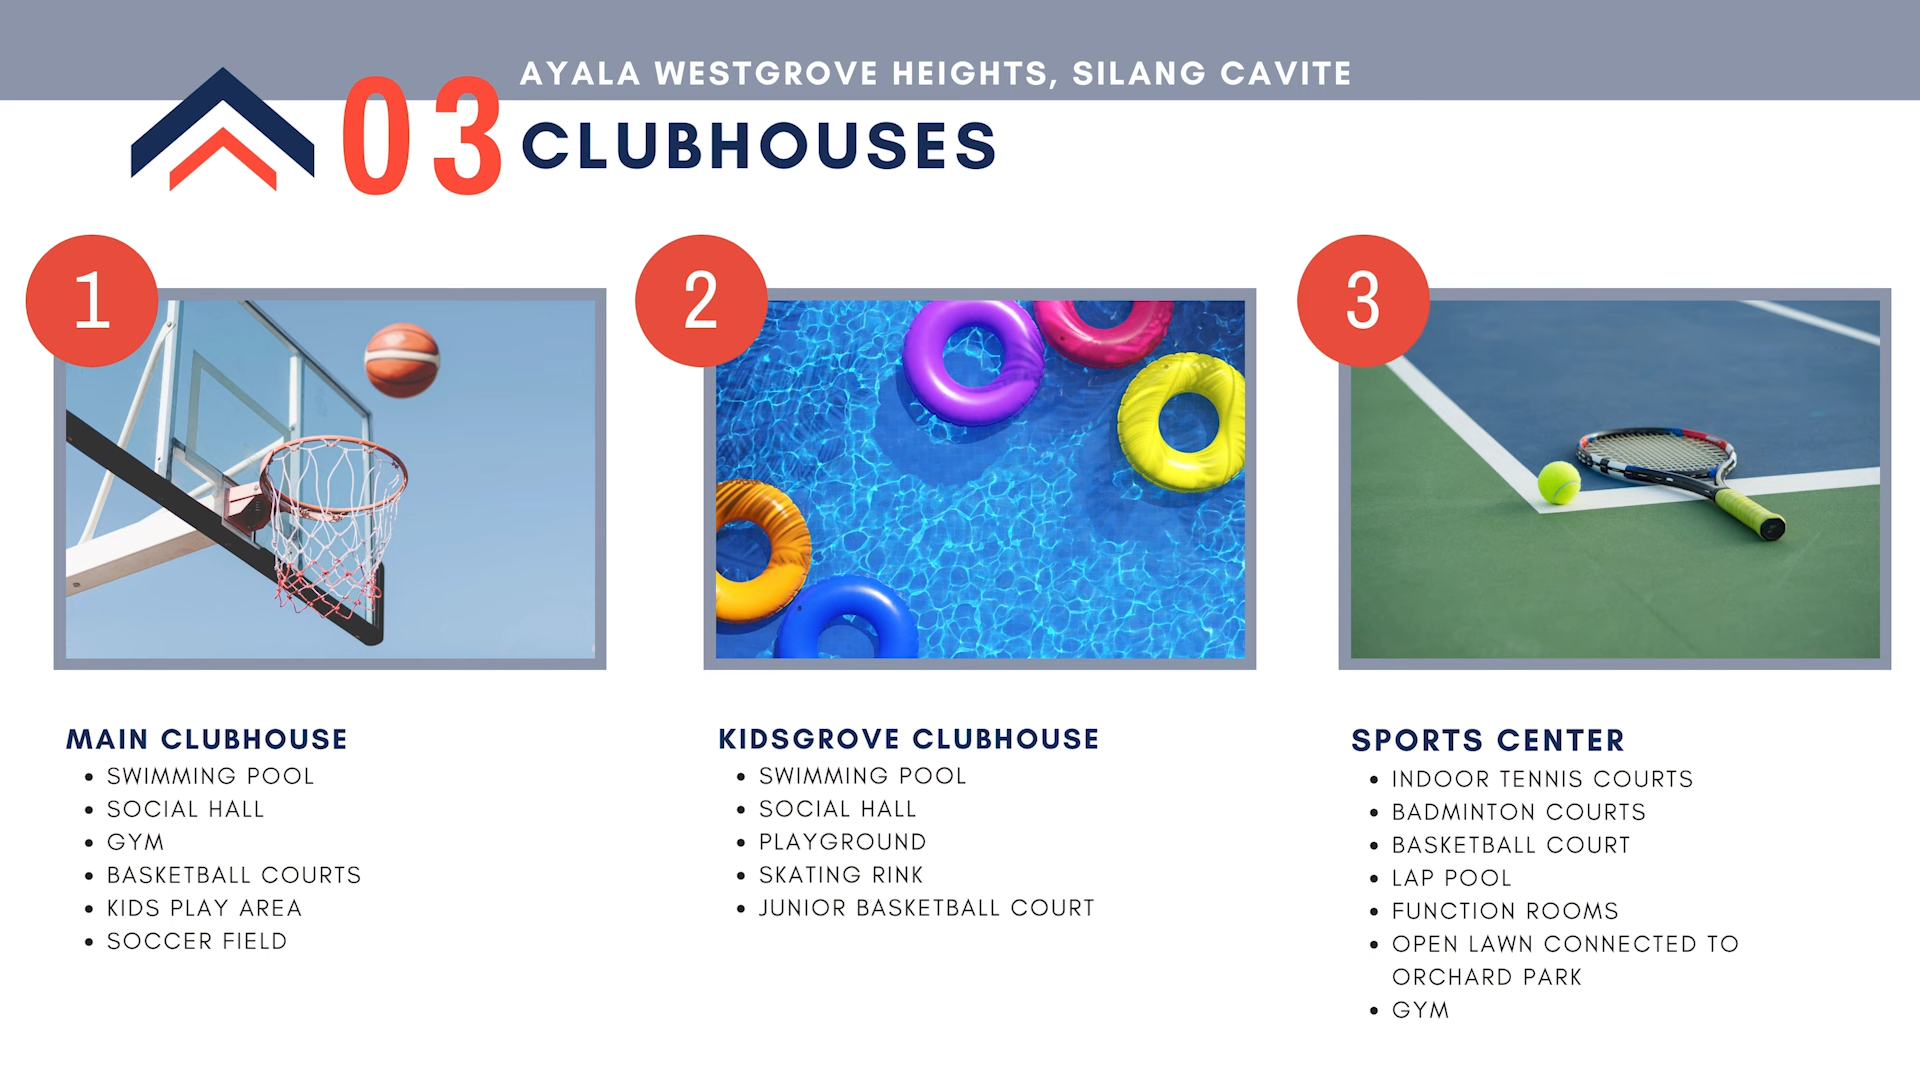 AYALA WESTGROVE HEIGHTS, SILANG CAVITE
03 CLUBHOUSES
1
2
3
MAIN CLUBHOUSE
• SWIMMING POOL
• SOCIAL HALL
• GYM
• BASKETBALL COURTS
• KIDS PLAY AREA
• SOCCER FIELD
KIDSGROVE CLUBHOUSE
• SWIMMING POOL
• SOCIAL HALL
• PLAYGROUND
• SKATING RINK
• JUNIOR BASKETBALL COURT
SPORTS CENTER
• INDOOR TENNIS COURTS
• BADMINTON COURTS
• BASKETBALL COURT
• LAP POOL
• FUNCTION ROOMS
• OPEN LAWN CONNECTED TO
ORCHARD PARK
• GYM